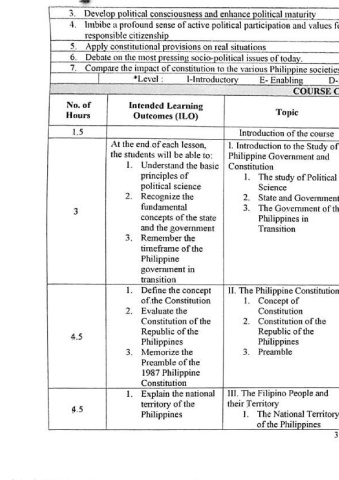 3. Develop political consciousness and enhance political maturity
4. Imbibe a profound sense of active political participation and values f
responsible citizenship
5. Apply constitutional provisions on real situations
6. Debate on the most pressing socio-political issues of today.
7. Compare the impact of constitution to the various Philippine societies
*Level : I-Introductory E- Enabling D-
COURSE C
No. of
Hours
Intended Learning
Outcomes (ILO)
Topic
1.5
Introduction of the course
3
At the end of each lesson,
the students will be able to:
1. Understand the basic
principles of
political science
2. Recognize the
fundamental
concepts of the state
and the government
3. Remember the
timeframe of the
Philippine
government in
transition
I. Introduction to the Study of
Philippine Government and
Constitution
1. The study of Political
Science
2. State and Government
3. The Government of th
Philippines in
Transition
4.5
1. Define the concept
of the Constitution
2. Evaluate the
Constitution of the
Republic of the
Philippines
3. Memorize the
Preamble of the
1987 Philippine
Constitution
II. The Philippine Constitution
1. Concept of
Constitution
2. Constitution of the
Republic of the
Philippines
3. Preamble
4.5
1. Explain the national
territory of the
Philippines
III. The Filipino People and
their Territory
1. The National Territory
of the Philippines
3